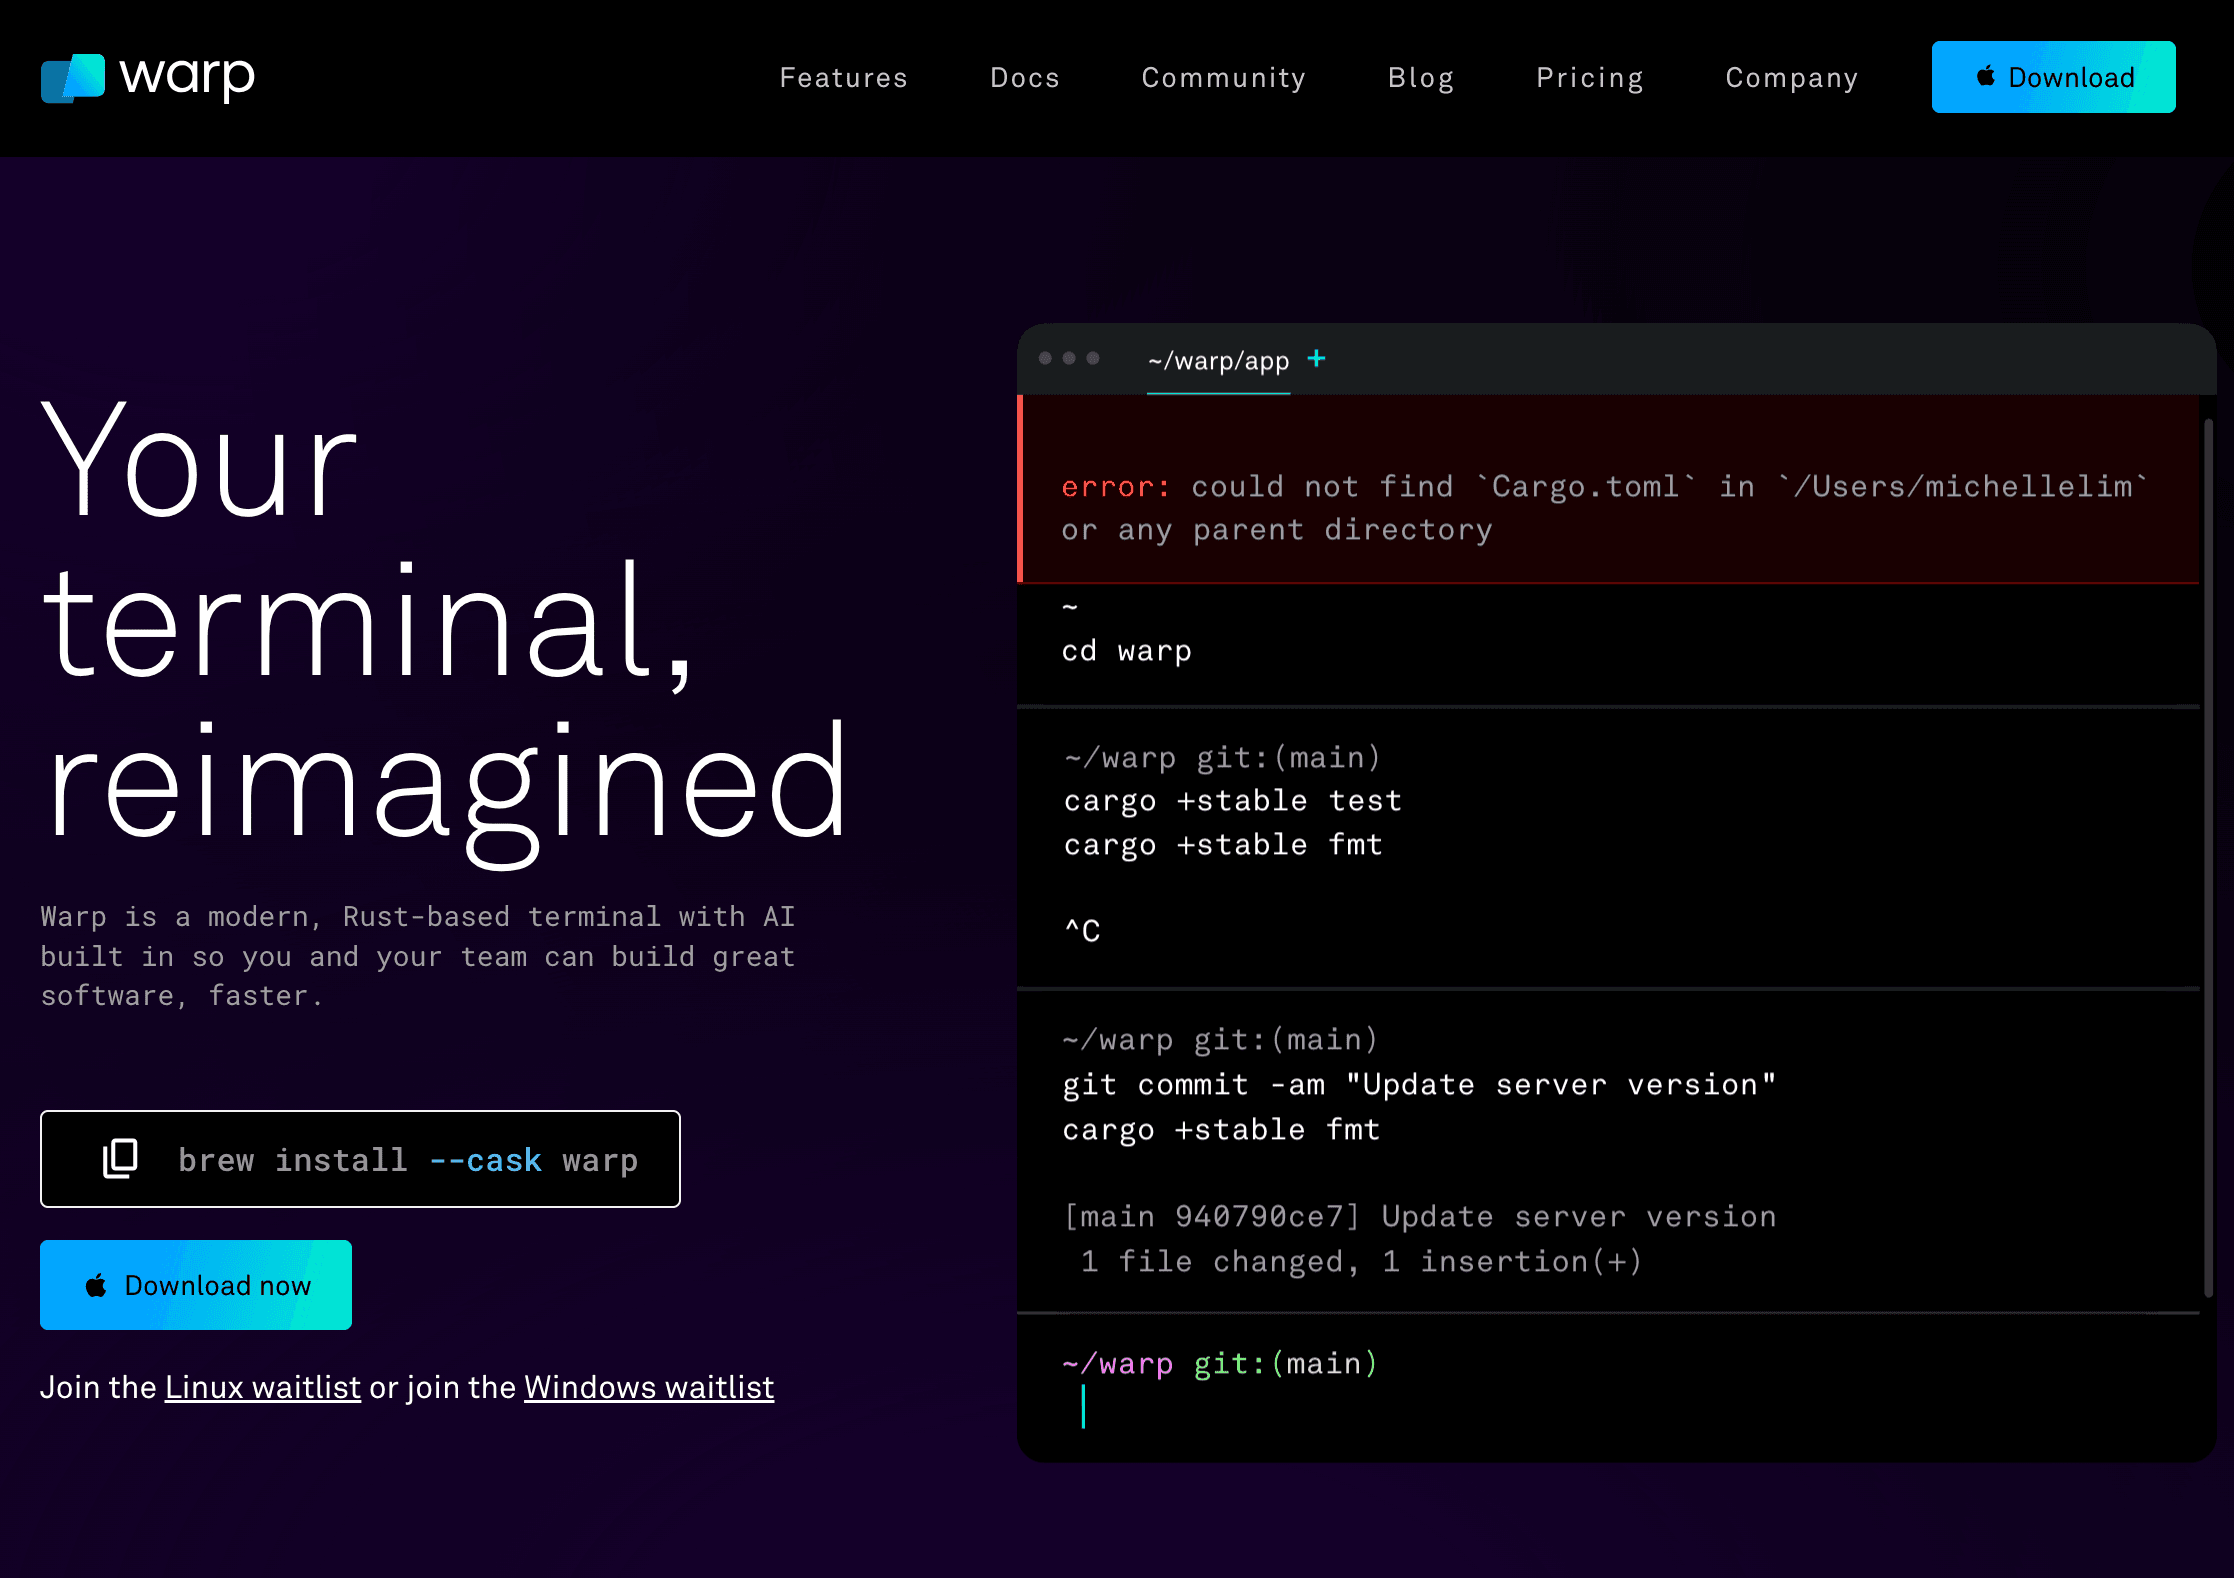 warp
Features Docs Community Blog Pricing Company Download
Your
terminal,
reimagined
Warp is a modern, Rust-based terminal with AI
built in so you and your team can build great
software, faster.
brew install --cask warp
Download now
Join the Linux waitlist or join the Windows waitlist
~/warp/app +
error: could not find `Cargo.toml` in `/Users/michellelim`
or any parent directory
~
cd warp
~/warp git:(main)
cargo +stable test
cargo +stable fmt
^C
~/warp git:(main)
git commit -am "Update server version"
cargo +stable fmt
[main 940790ce7] Update server version
1 file changed, 1 insertion(+)
~/warp git:(main)